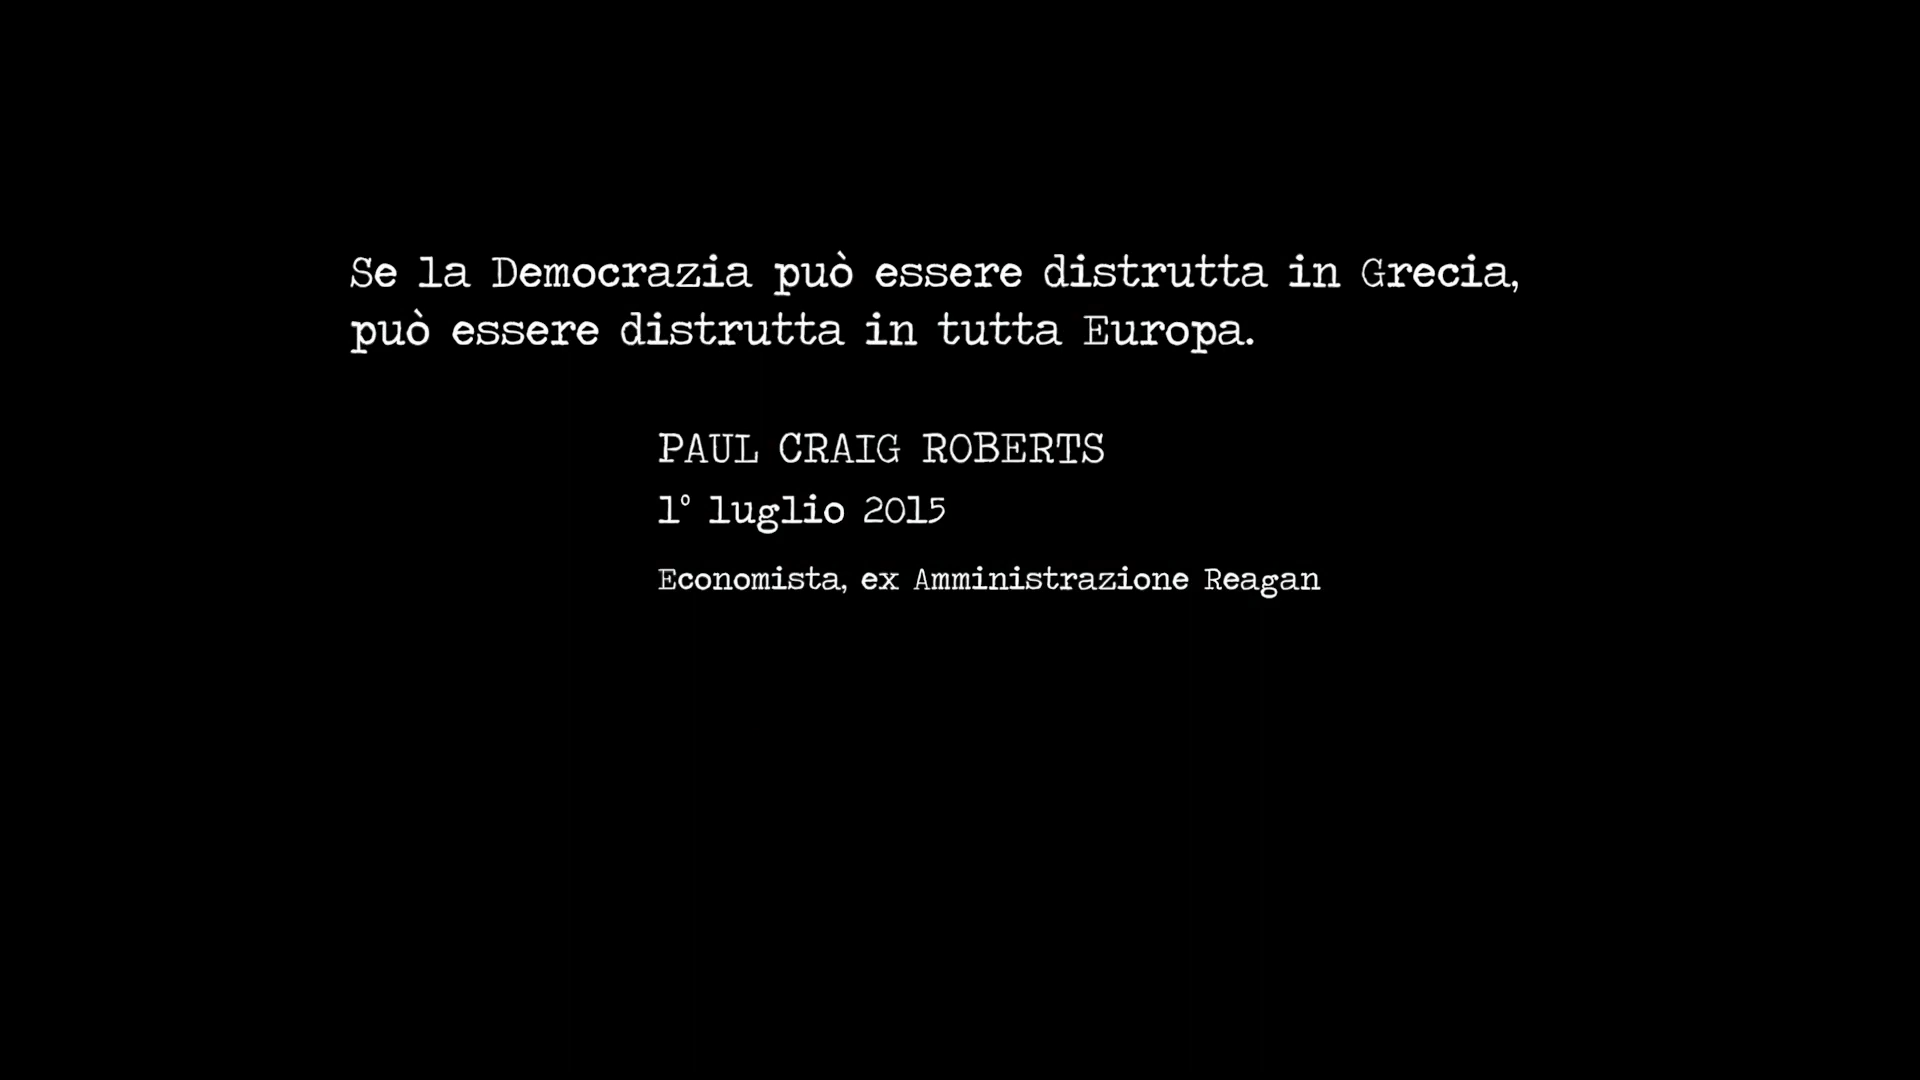 Se la Democrazia può essere distrutta in Grecia,
può essere distrutta in tutta Europa.
PAUL CRAIG ROBERTS
1° luglio 2015
Economista, ex Amministrazione Reagan